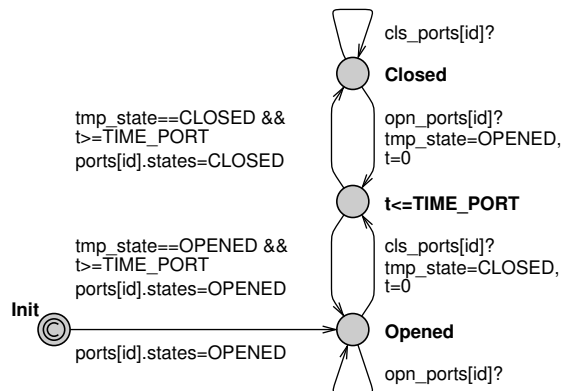 cls_ports[id]?
Closed
tmp_state==CLOSED &&
t>=TIME_PORT
ports[id].states=CLOSED
opn_ports[id]?
tmp_state=OPENED,
t=0
t<=TIME_PORT
tmp_state==OPENED &&
t>=TIME_PORT
ports[id].states=OPENED
cls_ports[id]?
tmp_state=CLOSED,
t=0
Init
C
Opened
ports[id].states=OPENED
opn_ports[id]?